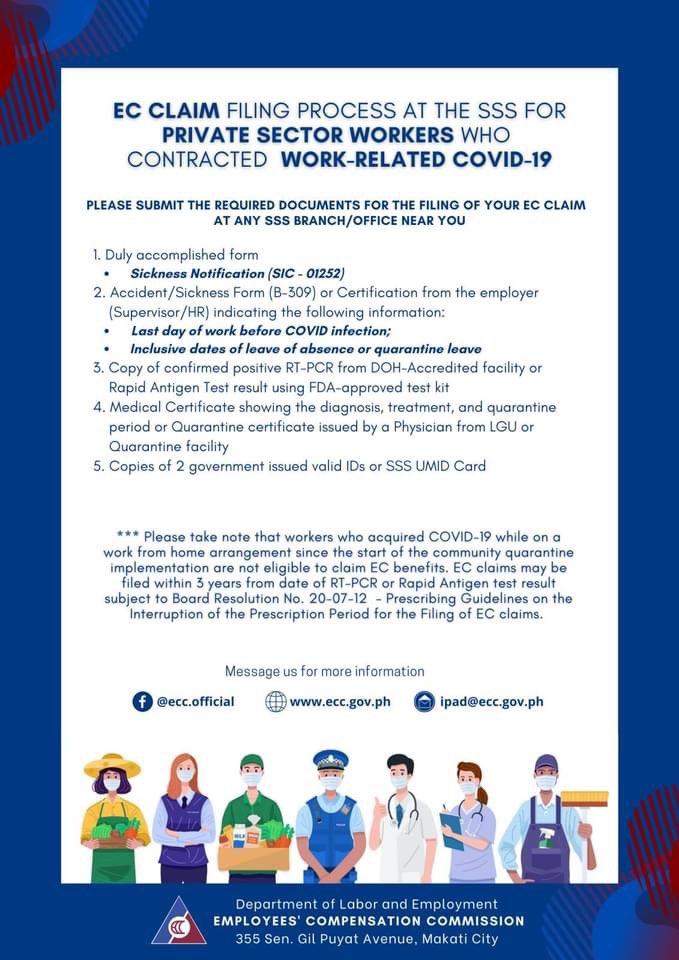 EC CLAIM FILING PROCESS AT THE SSS FOR
PRIVATE SECTOR WORKERS WHO
CONTRACTED WORK-RELATED COVID-19
PLEASE SUBMIT THE REQUIRED DOCUMENTS FOR THE FILING OF YOUR EC CLAIM
AT ANY SSS BRANCH/OFFICE NEAR YOU
1. Duly accomplished form
• Sickness Notification (SIC - 01252)
2. Accident/Sickness Form (B-309) or Certification from the employer
(Supervisor/HR) indicating the following information:
• Last day of work before COVID infection;
• Inclusive dates of leave of absence or quarantine leave
3. Copy of confirmed positive RT-PCR from DOH-Accredited facility or
Rapid Antigen Test result using FDA-approved test kit
4. Medical Certificate showing the diagnosis, treatment, and quarantine
period or Quarantine certificate issued by a Physician from LGU or
Quarantine facility
5. Copies of 2 government issued valid IDs or SSS UMID Card
*** Please take note that workers who acquired COVID-19 while on a
work from home arrangement since the start of the community quarantine
implementation are not eligible to claim EC benefits. EC claims may be
filed within 3 years from date of RT-PCR or Rapid Antigen test result
subject to Board Resolution No. 20-07-12 - Prescribing Guidelines on the
Interruption of the Prescription Period for the Filing of EC claims.
Message us for more information
@ecc.official www.ecc.gov.ph ipad@ecc.gov.ph
MILK
Department of Labor and Employment
EMPLOYEES' COMPENSATION COMMISSION
355 Sen. Gil Puyat Avenue, Makati City
ECC